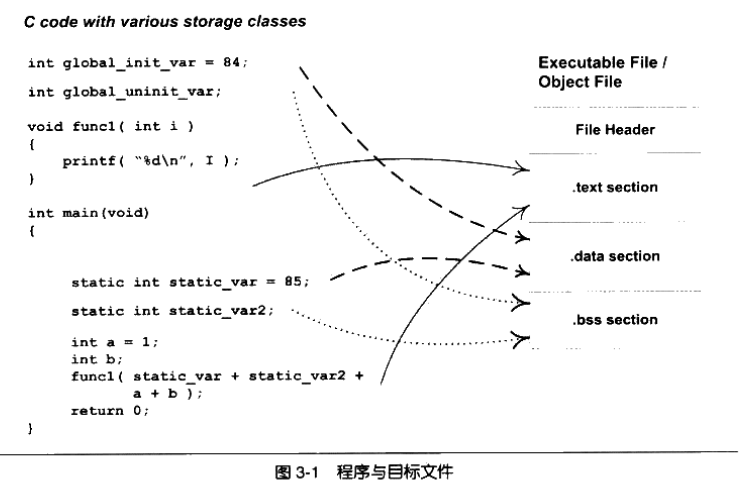 C code with various storage classes
int global_init_var = 84;
int global_uninit_var;
void func1( int i )
{
printf( "%d\n", I );
}
int main(void)
{
static int static_var = 85;
static int static_var2;
int a = 1;
int b;
func1( static_var + static_var2 +
a + b );
return 0;
}
Executable File /
Object File
File Header
.text section
.data section
.bss section
图 3-1 程序与目标文件